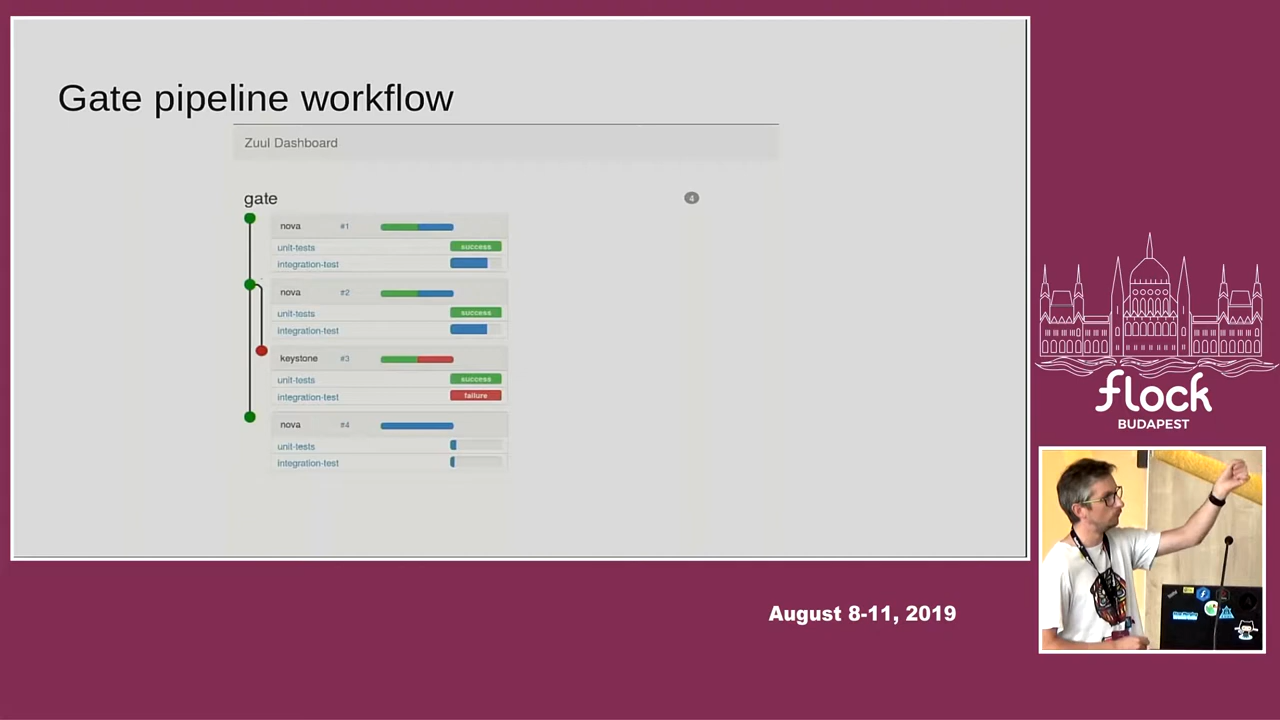 Gate pipeline workflow
Zuul Dashboard
gate
4
nova #1
unit-tests success
integration-test
nova #2
unit-tests success
integration-test
keystone #3
unit-tests success
integration-test failure
nova #4
unit-tests
integration-test
flock
BUDAPEST
August 8-11, 2019